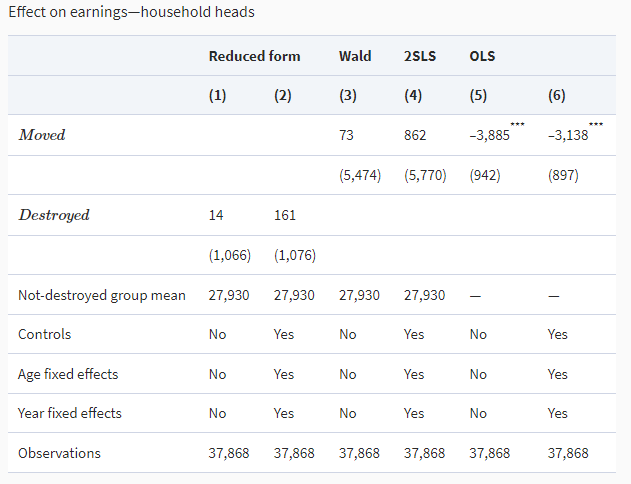 Effect on earnings—household heads
Reduced form Wald 2SLS OLS
(1) (2) (3) (4) (5) (6)
Moved 73 862 –3,885*** –3,138***
(5,474) (5,770) (942) (897)
Destroyed 14 161
(1,066) (1,076)
Not-destroyed group mean 27,930 27,930 27,930 27,930 — —
Controls No Yes No Yes No Yes
Age fixed effects No Yes No Yes No Yes
Year fixed effects No Yes No Yes No Yes
Observations 37,868 37,868 37,868 37,868 37,868 37,868